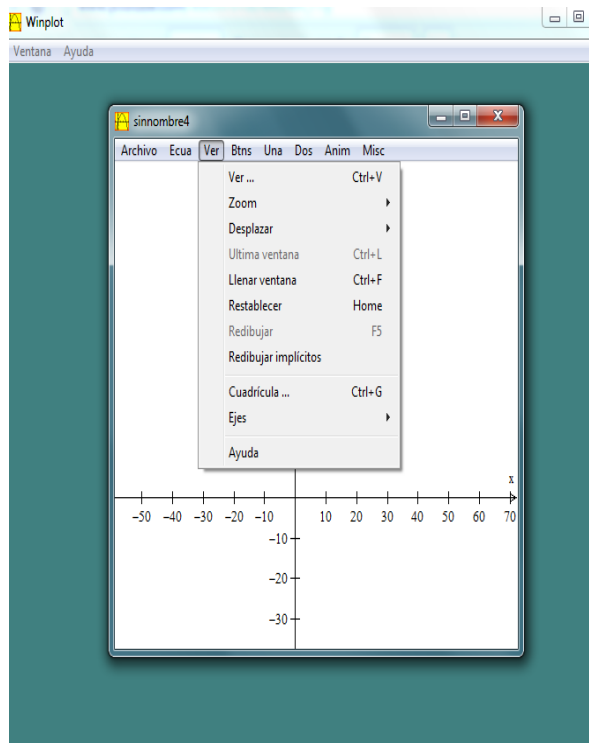 Winplot
Ventana Ayuda
sinnombre4
Archivo Ecua Ver Btns Una Dos Anim Misc
Ver ... Ctrl+V
Zoom
Desplazar
Ultima ventana Ctrl+L
Llenar ventana Ctrl+F
Restablecer Home
Redibujar F5
Redibujar implícitos
Cuadrícula ... Ctrl+G
Ejes
Ayuda
x
−50 −40 −30 −20 −10 10 20 30 40 50 60 70
−10
−20
−30